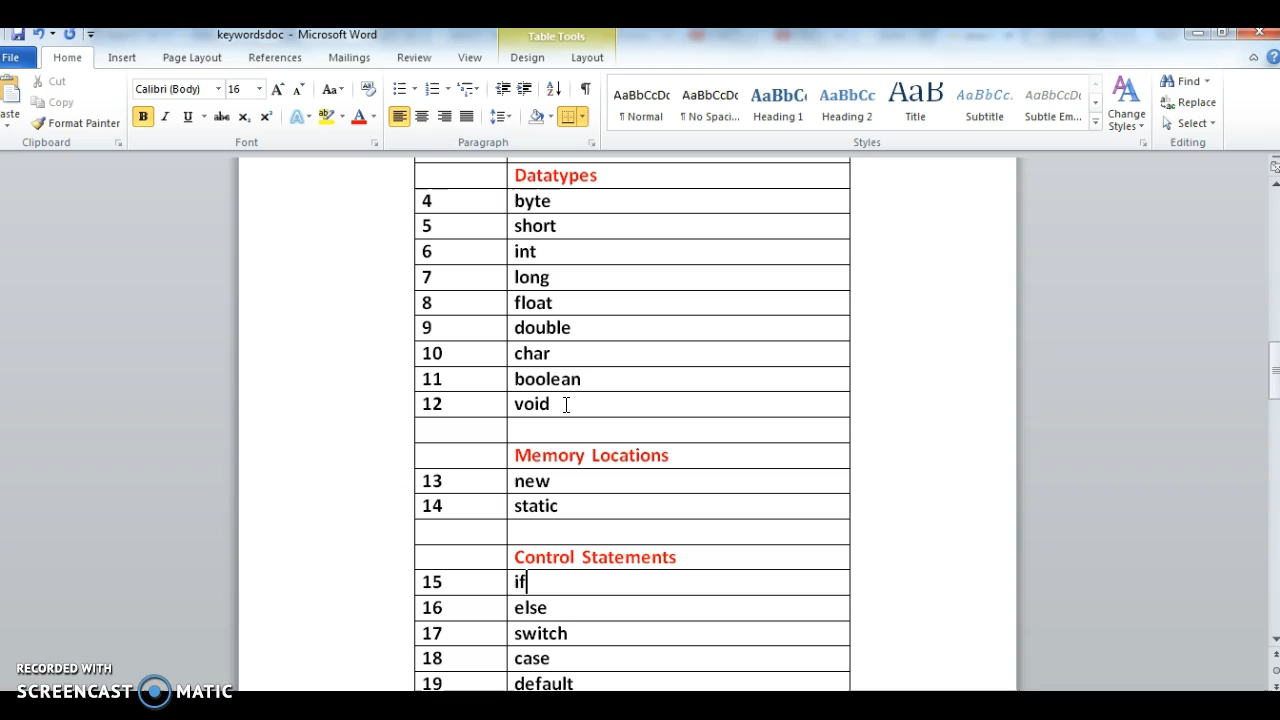 keywordsdoc - Microsoft Word
Table Tools
File Home Insert Page Layout References Mailings Review View Design Layout
Cut
Copy
Format Painter
Clipboard
Calibri (Body) 16
Font
Paragraph
AaBbCcDc AaBbCcDc AaBbC AaBbCc AaB AaBbCc. AaBbCcDc
¶ Normal ¶ No Spaci... Heading 1 Heading 2 Title Subtitle Subtle Em...
Change
Styles
Styles
Find
Replace
Select
Editing
Datatypes
4 byte
5 short
6 int
7 long
8 float
9 double
10 char
11 boolean
12 void
Memory Locations
13 new
14 static
Control Statements
15 if
16 else
17 switch
18 case
19 default
RECORDED WITH
SCREENCAST MATIC